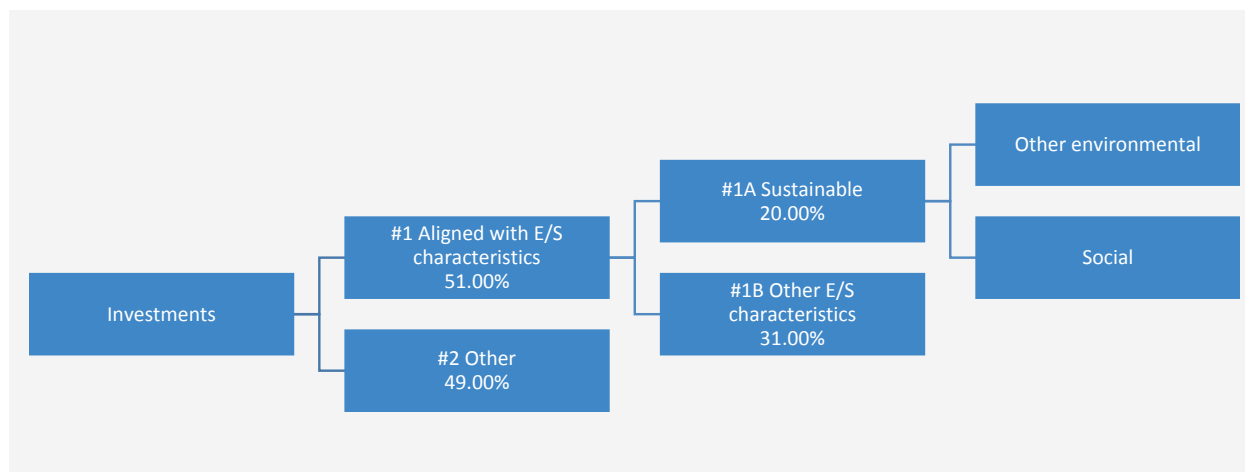 Investments
#1 Aligned with E/S
characteristics
51.00%
#2 Other
49.00%
#1A Sustainable
20.00%
#1B Other E/S
characteristics
31.00%
Other environmental
Social